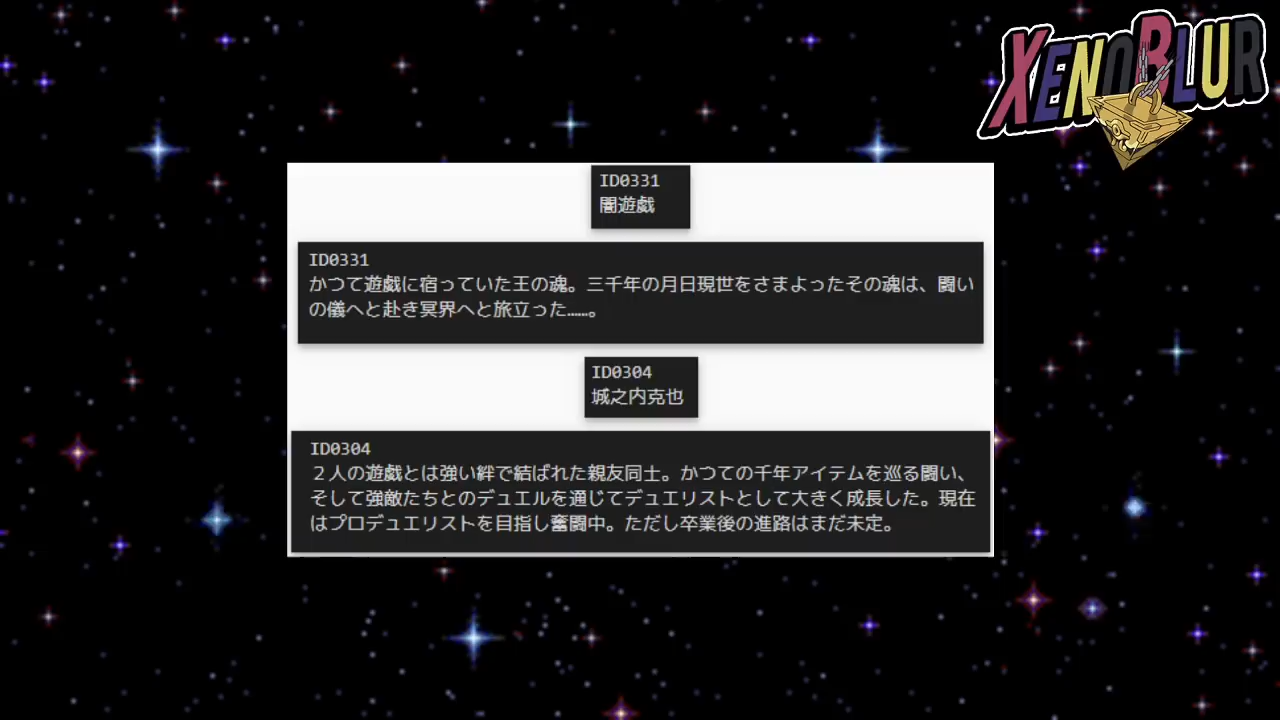 XENOBLUR
ID0331
闇遊戯
ID0331
かつて遊戯に宿っていた王の魂。三千年の月日現世をさまよったその魂は、闘い
の儀へと赴き冥界へと旅立った……。
ID0304
城之内克也
ID0304
２人の遊戯とは強い絆で結ばれた親友同士。かつての千年アイテムを巡る闘い、
そして強敵たちとのデュエルを通じてデュエリストとして大きく成長した。現在
はプロデュエリストを目指し奮闘中。ただし卒業後の進路はまだ未定。